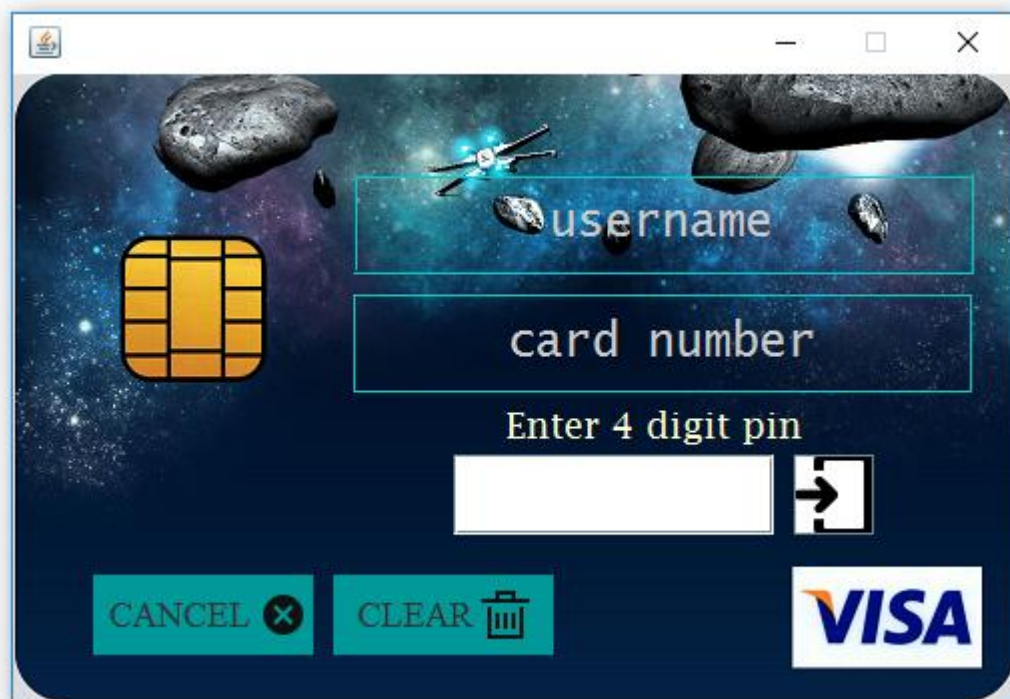 username
card number
Enter 4 digit pin
CANCEL
CLEAR
VISA